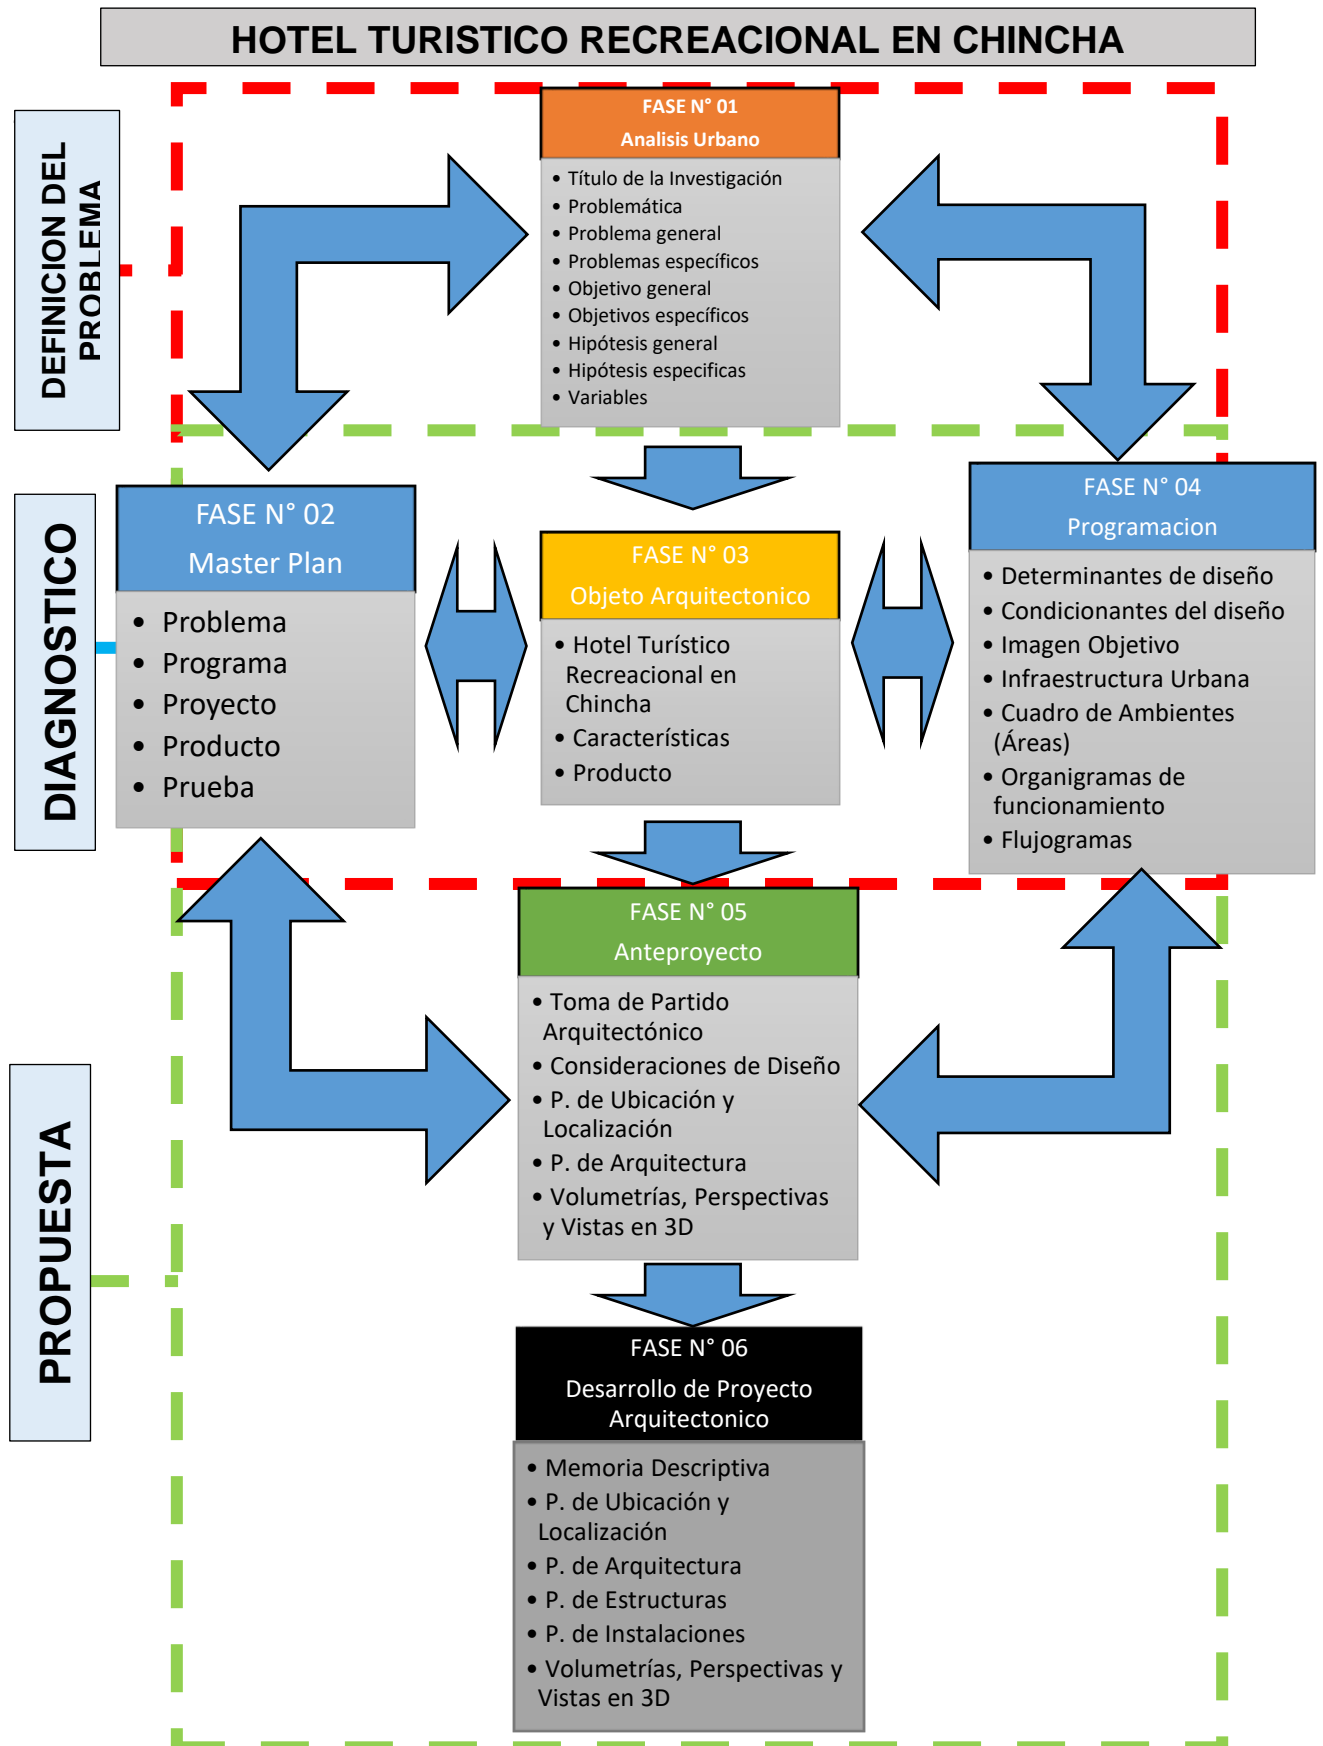 HOTEL TURISTICO RECREACIONAL EN CHINCHA
DEFINICION DEL
PROBLEMA
FASE N° 01
Analisis Urbano
• Título de la Investigación
• Problemática
• Problema general
• Problemas específicos
• Objetivo general
• Objetivos específicos
• Hipótesis general
• Hipótesis especificas
• Variables
DIAGNOSTICO
FASE N° 02
Master Plan
• Problema
• Programa
• Proyecto
• Producto
• Prueba
FASE N° 03
Objeto Arquitectonico
• Hotel Turístico
Recreacional en
Chincha
• Características
• Producto
FASE N° 04
Programacion
• Determinantes de diseño
• Condicionantes del diseño
• Imagen Objetivo
• Infraestructura Urbana
• Cuadro de Ambientes
(Áreas)
• Organigramas de
funcionamiento
• Flujogramas
PROPUESTA
FASE N° 05
Anteproyecto
• Toma de Partido
Arquitectónico
• Consideraciones de Diseño
• P. de Ubicación y
Localización
• P. de Arquitectura
• Volumetrías, Perspectivas
y Vistas en 3D
FASE N° 06
Desarrollo de Proyecto
Arquitectonico
• Memoria Descriptiva
• P. de Ubicación y
Localización
• P. de Arquitectura
• P. de Estructuras
• P. de Instalaciones
• Volumetrías, Perspectivas y
Vistas en 3D